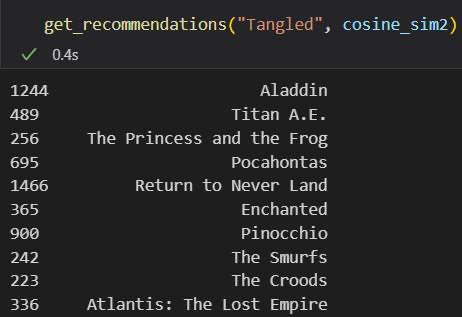 get_recommendations("Tangled", cosine_sim2)
✓ 0.4s
1244 Aladdin
489 Titan A.E.
256 The Princess and the Frog
695 Pocahontas
1466 Return to Never Land
365 Enchanted
900 Pinocchio
242 The Smurfs
223 The Croods
336 Atlantis: The Lost Empire